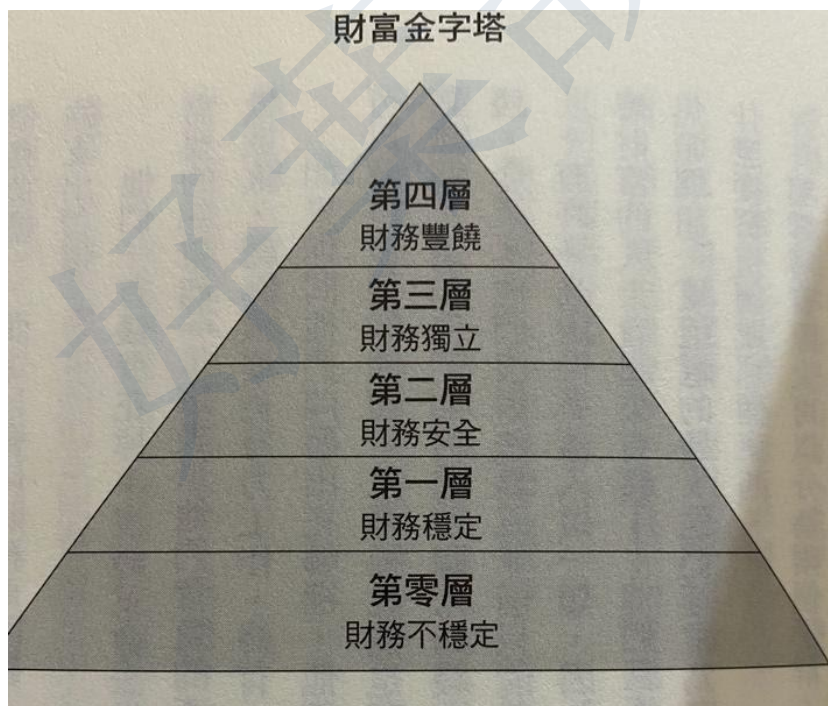 財富金字塔
第四層
財務豐饒
第三層
財務獨立
第二層
財務安全
第一層
財務穩定
第零層
財務不穩定